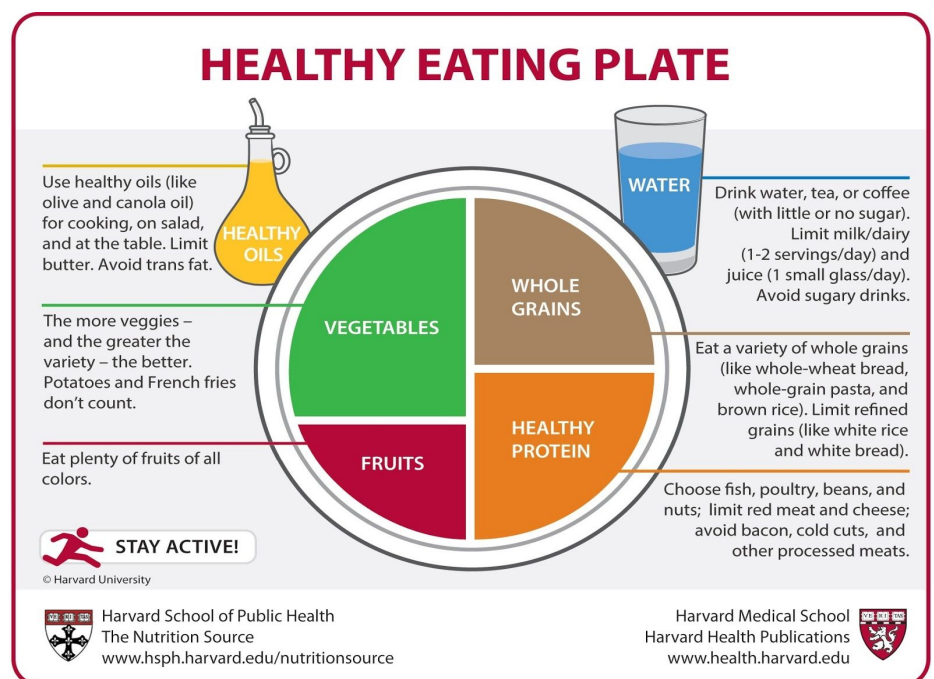 HEALTHY EATING PLATE
Use healthy oils (like
olive and canola oil)
for cooking, on salad,
and at the table. Limit
butter. Avoid trans fat.
HEALTHY
OILS
The more veggies –
and the greater the
variety – the better.
Potatoes and French fries
don’t count.
Eat plenty of fruits of all
colors.
VEGETABLES
FRUITS
WHOLE
GRAINS
HEALTHY
PROTEIN
WATER
Drink water, tea, or coffee
(with little or no sugar).
Limit milk/dairy
(1-2 servings/day) and
juice (1 small glass/day).
Avoid sugary drinks.
Eat a variety of whole grains
(like whole-wheat bread,
whole-grain pasta, and
brown rice). Limit refined
grains (like white rice
and white bread).
Choose fish, poultry, beans, and
nuts; limit red meat and cheese;
avoid bacon, cold cuts, and
other processed meats.
STAY ACTIVE!
© Harvard University
Harvard School of Public Health
The Nutrition Source
www.hsph.harvard.edu/nutritionsource
Harvard Medical School
Harvard Health Publications
www.health.harvard.edu
VE RI TAS